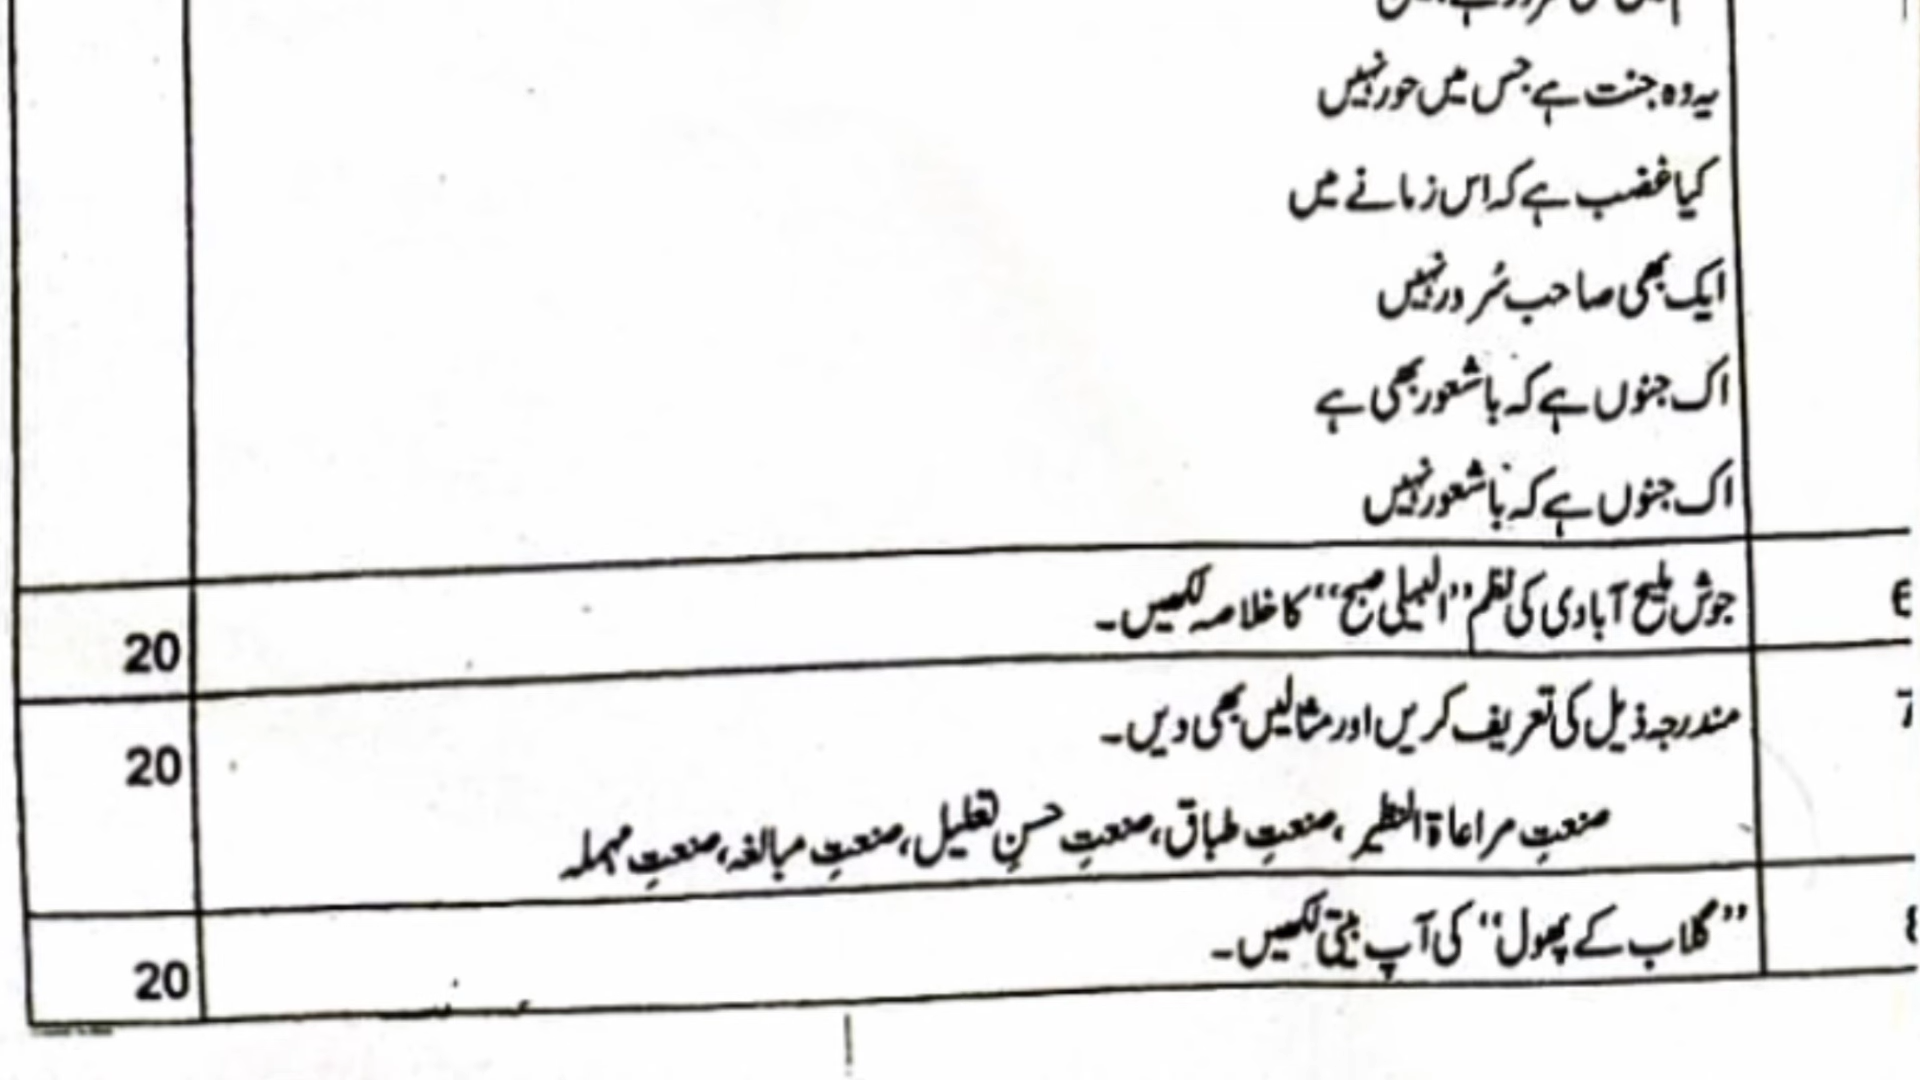 یہ وہ جنت ہے جس میں حور نہیں
کیا غضب ہے کہ اس زمانے میں
ایک بھی صاحب سُرور نہیں
اک جنوں ہے کہ باشعور بھی ہے
اک جنوں ہے کہ باشعور نہیں
6 جوش ملیح آبادی کی نظم "البیلی صبح" کا خلاصہ لکھیں۔ 20
7 مندرجہ ذیل کی تعریف کریں اور مثالیں بھی دیں۔ 20
صنعتِ مراعاۃ النظیر، صنعتِ طباق، صنعتِ حسنِ تعلیل، صنعتِ مبالغہ، صنعتِ مہملہ
"گلاب کے پھول" کی آپ بیتی لکھیں۔ 20